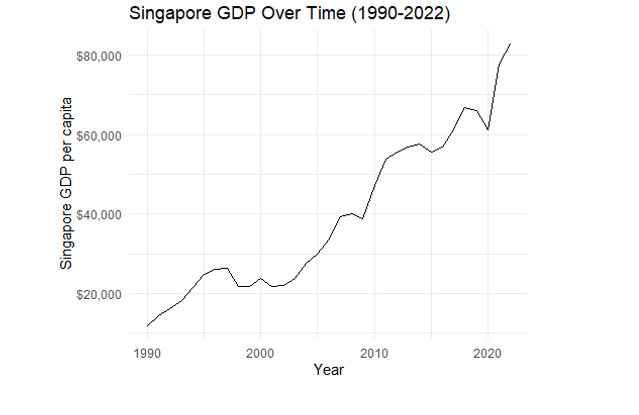 Singapore GDP Over Time (1990-2022)
Singapore GDP per capita
$80,000
$60,000
$40,000
$20,000
1990 2000 2010 2020
Year